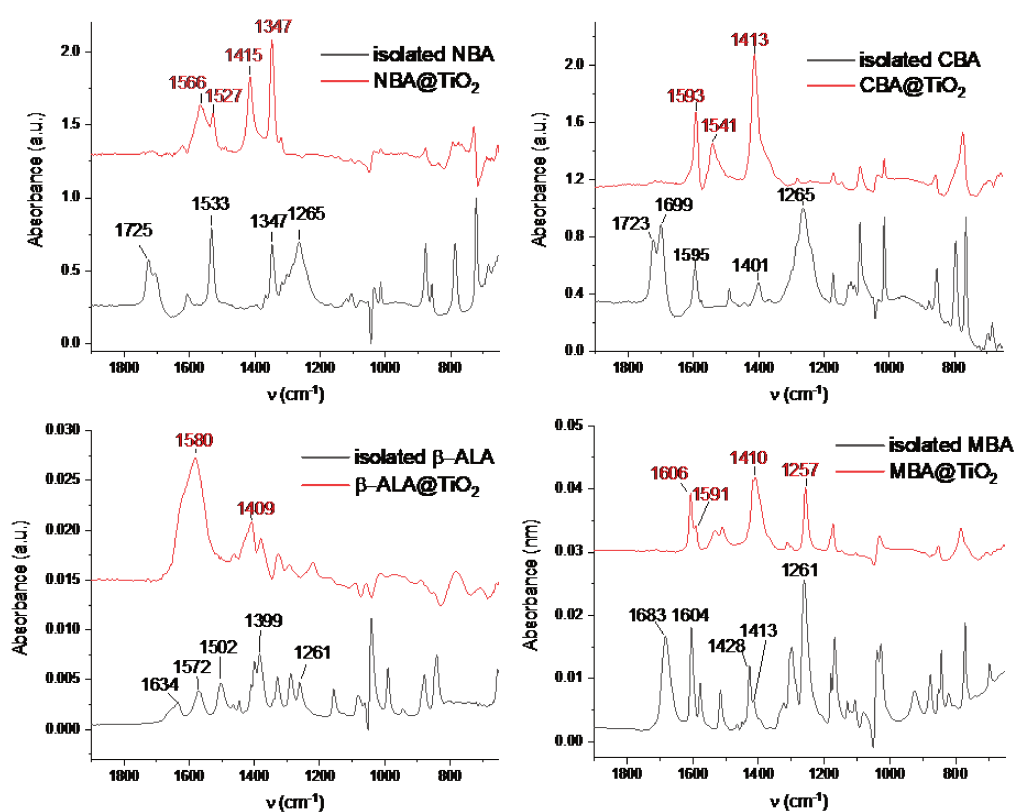 1347
isolated NBA
NBA@TiO₂
1415
1566
1527
2.0
1.5
1.0
0.5
0.0
Absorbance (a.u.)
1725
1533
1347
1265
1800 1600 1400 1200 1000 800
ν (cm⁻¹)
1413
isolated CBA
CBA@TiO₂
1593
1541
2.0
1.6
1.2
0.8
0.4
0.0
Absorbance (a.u.)
1723
1699
1595
1401
1265
1800 1600 1400 1200 1000 800
ν (cm⁻¹)
0.030
0.025
0.020
0.015
0.010
0.005
0.000
Absorbance (a.u.)
1580
isolated β–ALA
β–ALA@TiO₂
1409
1634
1572
1502
1399
1261
1800 1600 1400 1200 1000 800
ν (cm⁻¹)
0.05
0.04
0.03
0.02
0.01
0.00
Absorbance (nm)
isolated MBA
MBA@TiO₂
1606
1591
1410
1257
1683
1604
1428
1413
1261
1800 1600 1400 1200 1000 800
ν (cm⁻¹)